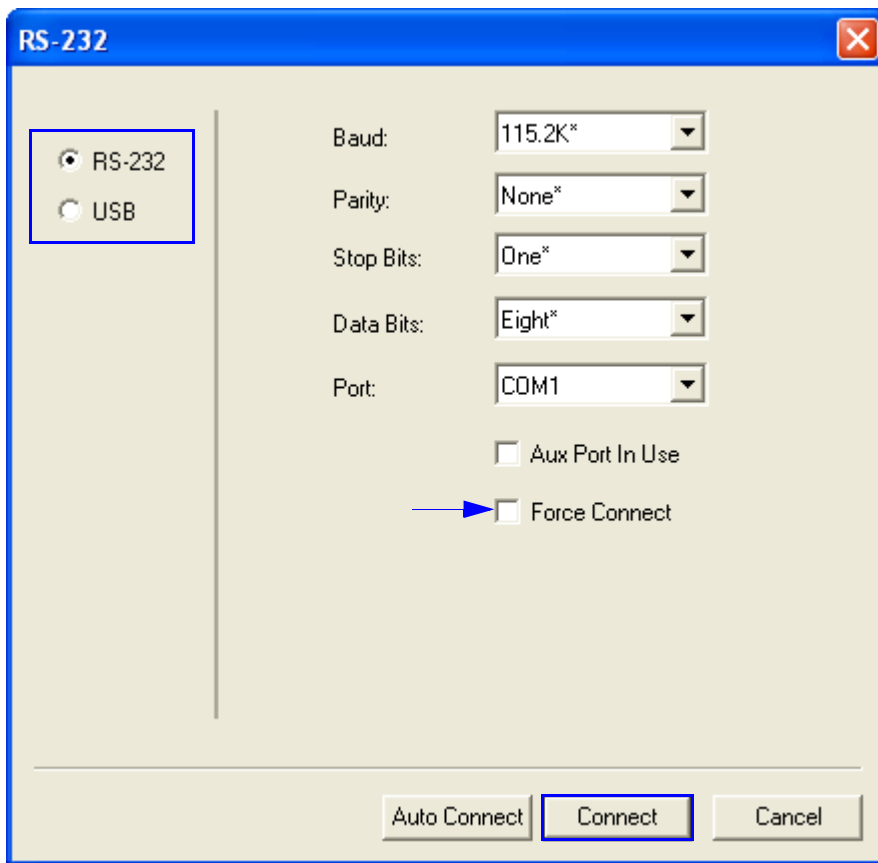 RS-232
RS-232
USB
Baud: 115.2K*
Parity: None*
Stop Bits: One*
Data Bits: Eight*
Port: COM1
Aux Port In Use
Force Connect
Auto Connect Connect Cancel